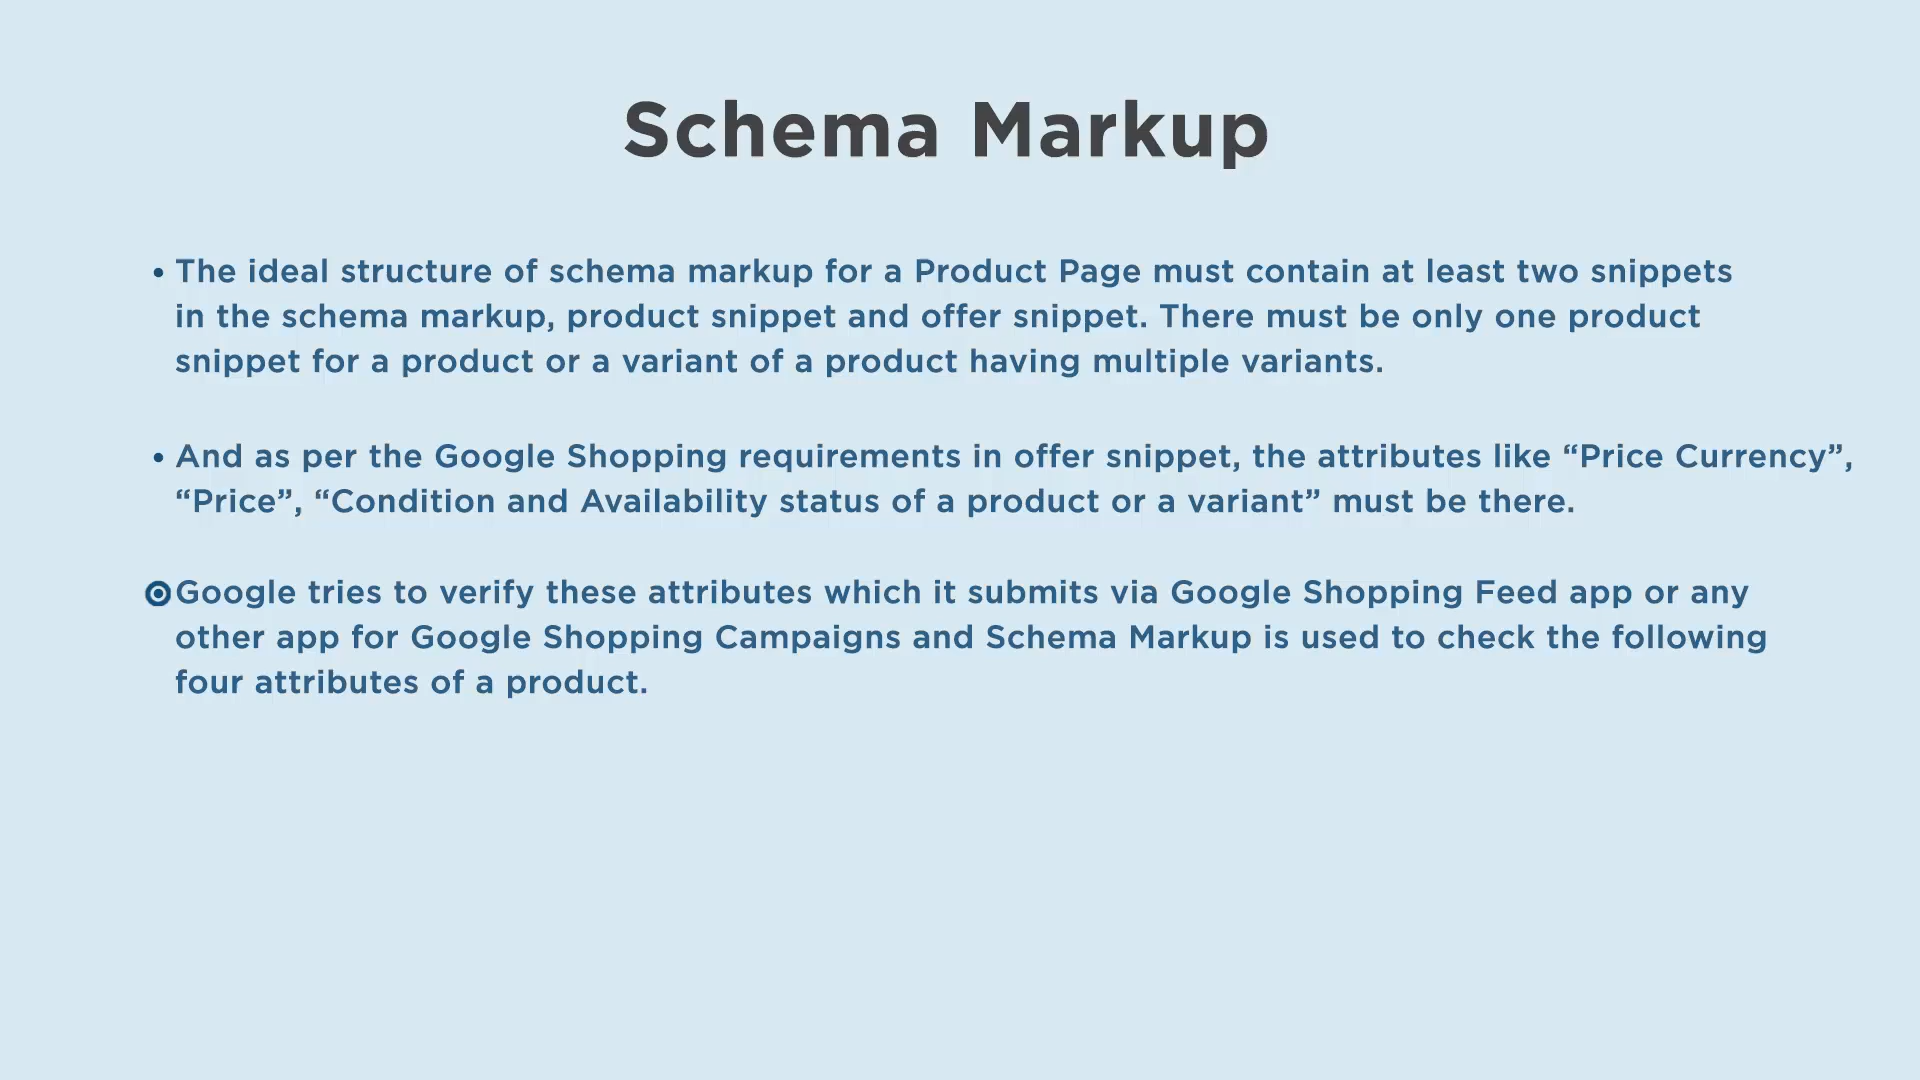 Schema Markup
• The ideal structure of schema markup for a Product Page must contain at least two snippets
in the schema markup, product snippet and offer snippet. There must be only one product
snippet for a product or a variant of a product having multiple variants.
• And as per the Google Shopping requirements in offer snippet, the attributes like “Price Currency”,
“Price”, “Condition and Availability status of a product or a variant” must be there.
Google tries to verify these attributes which it submits via Google Shopping Feed app or any
other app for Google Shopping Campaigns and Schema Markup is used to check the following
four attributes of a product.